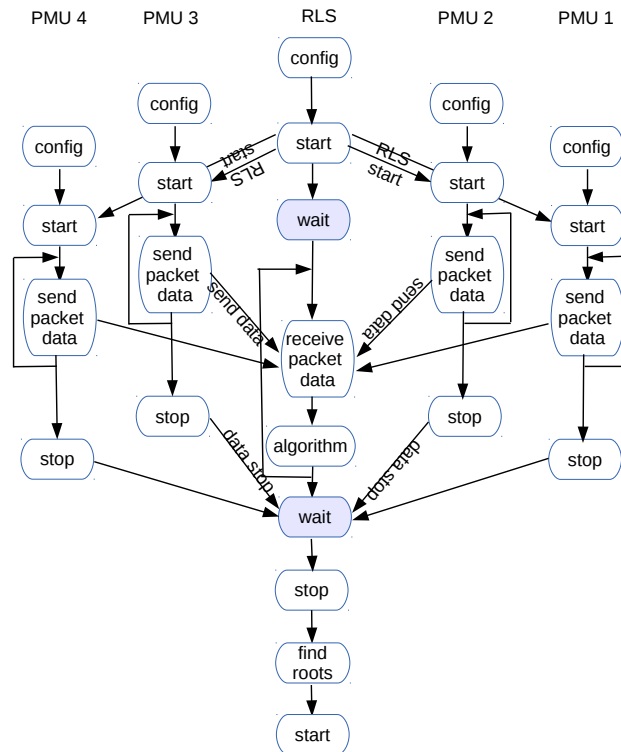 PMU 4
PMU 3
RLS
PMU 2
PMU 1
config
config
config
config
config
start
RLS
start
RLS
start
start
start
start
start
wait
send
packet
data
send
packet
data
send
packet
data
send
packet
data
send data
send data
receive
packet
data
stop
stop
algorithm
stop
stop
data stop
data stop
wait
stop
find
roots
start